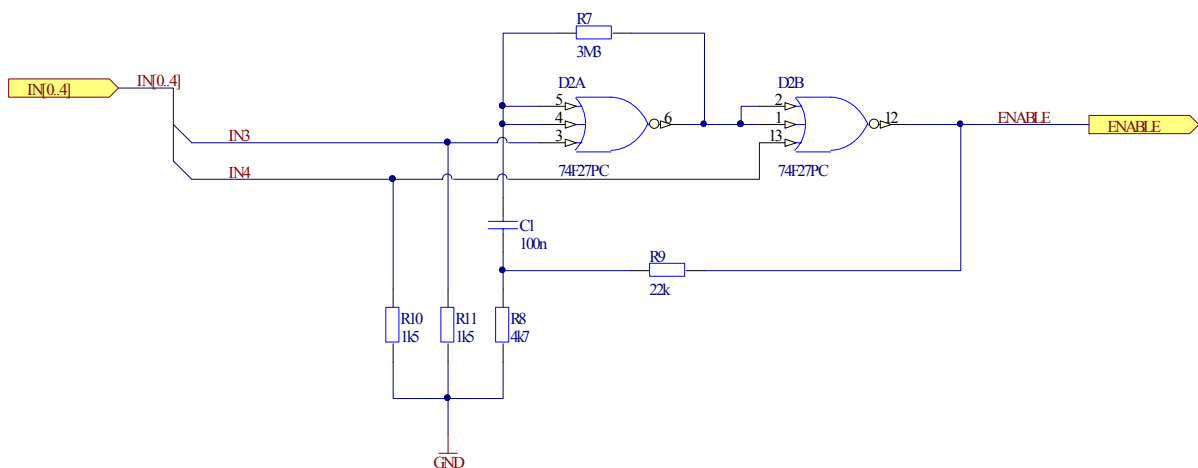 R7
3M3
IN[0..4]
IN[0..4]
D2A
D2B
5
4
3
6
2
1
13
12
ENABLE
ENABLE
IN3
IN4
74F27PC
74F27PC
C1
100n
R9
22k
R10
1k5
R11
1k5
R8
4k7
GND